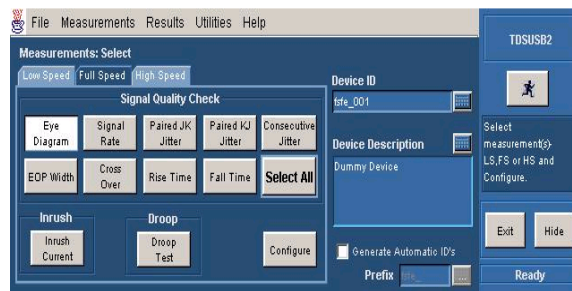 File Measurements Results Utilities Help
TDSUSB2
Measurements: Select
Low Speed Full Speed High Speed
Signal Quality Check
Eye Diagram
Signal Rate
Paired JK Jitter
Paired KJ Jitter
Consecutive Jitter
EOP Width
Cross Over
Rise Time
Fall Time
Select All
Inrush
Inrush Current
Droop
Droop Test
Configure
Device ID
fsfe_001
Device Description
Dummy Device
Generate Automatic ID's
Prefix fsfe_ ...
Select
measurement(s)-
LS,FS or HS and
Configure.
Exit Hide
Ready